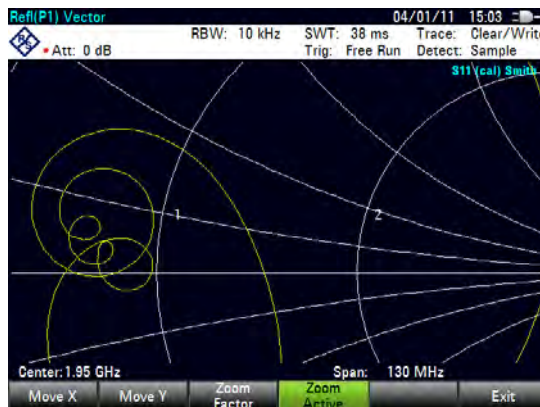 Refl(P1) Vector 04/01/11 15:03
R&S RBW: 10 kHz SWT: 38 ms Trace: Clear/Write
Att: 0 dB Trig: Free Run Detect: Sample
S11 (cal) Smith
1 2
Center:1.95 GHz Span: 130 MHz
Move X Move Y Zoom Factor Zoom Active Exit